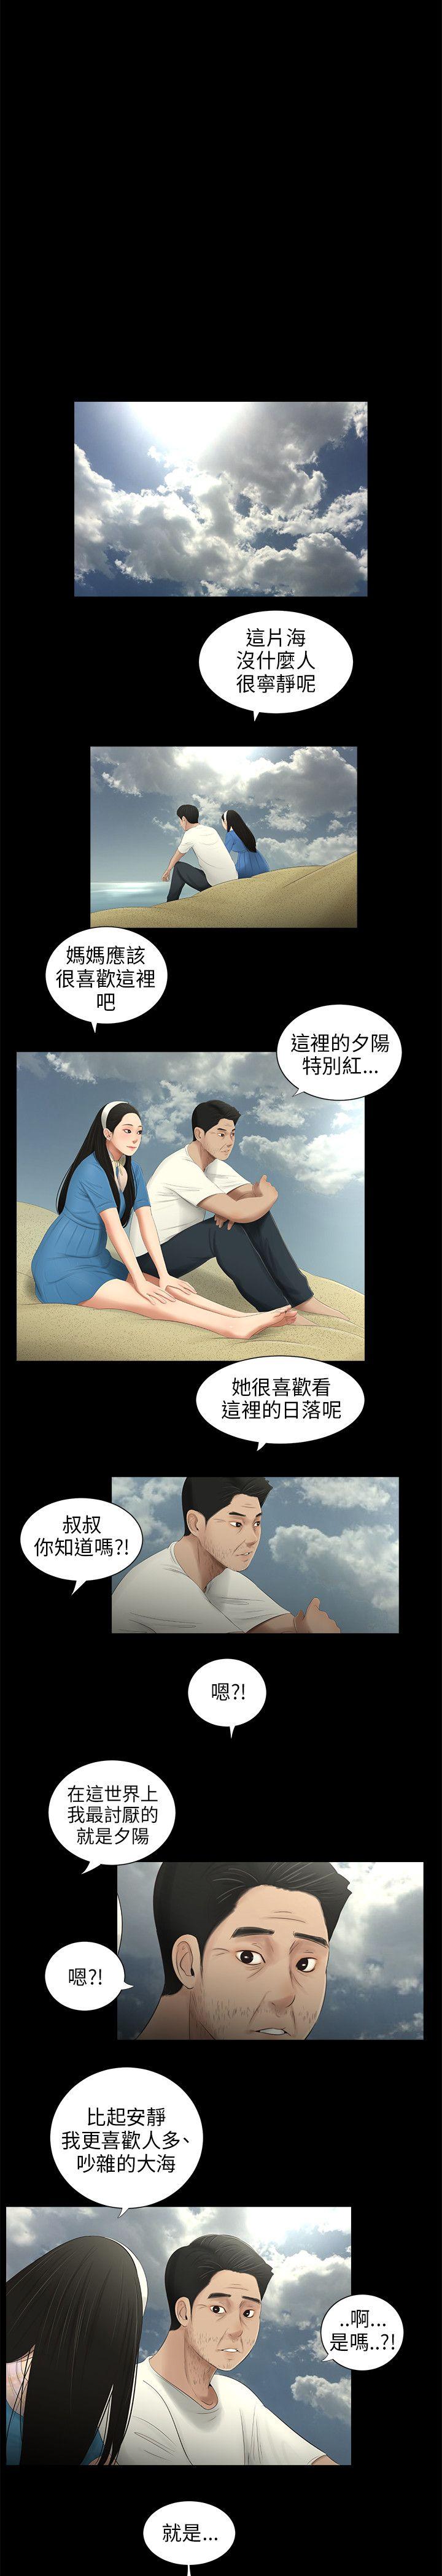 這片海
沒什麼人
很寧靜呢
媽媽應該
很喜歡這裡
吧
這裡的夕陽
特別紅...
她很喜歡看
這裡的日落呢
叔叔
你知道嗎?!
嗯?!
在這世界上
我最討厭的
就是夕陽
嗯?!
比起安靜
我更喜歡人多、
吵雜的大海
..啊...
是嗎..?!
就是...